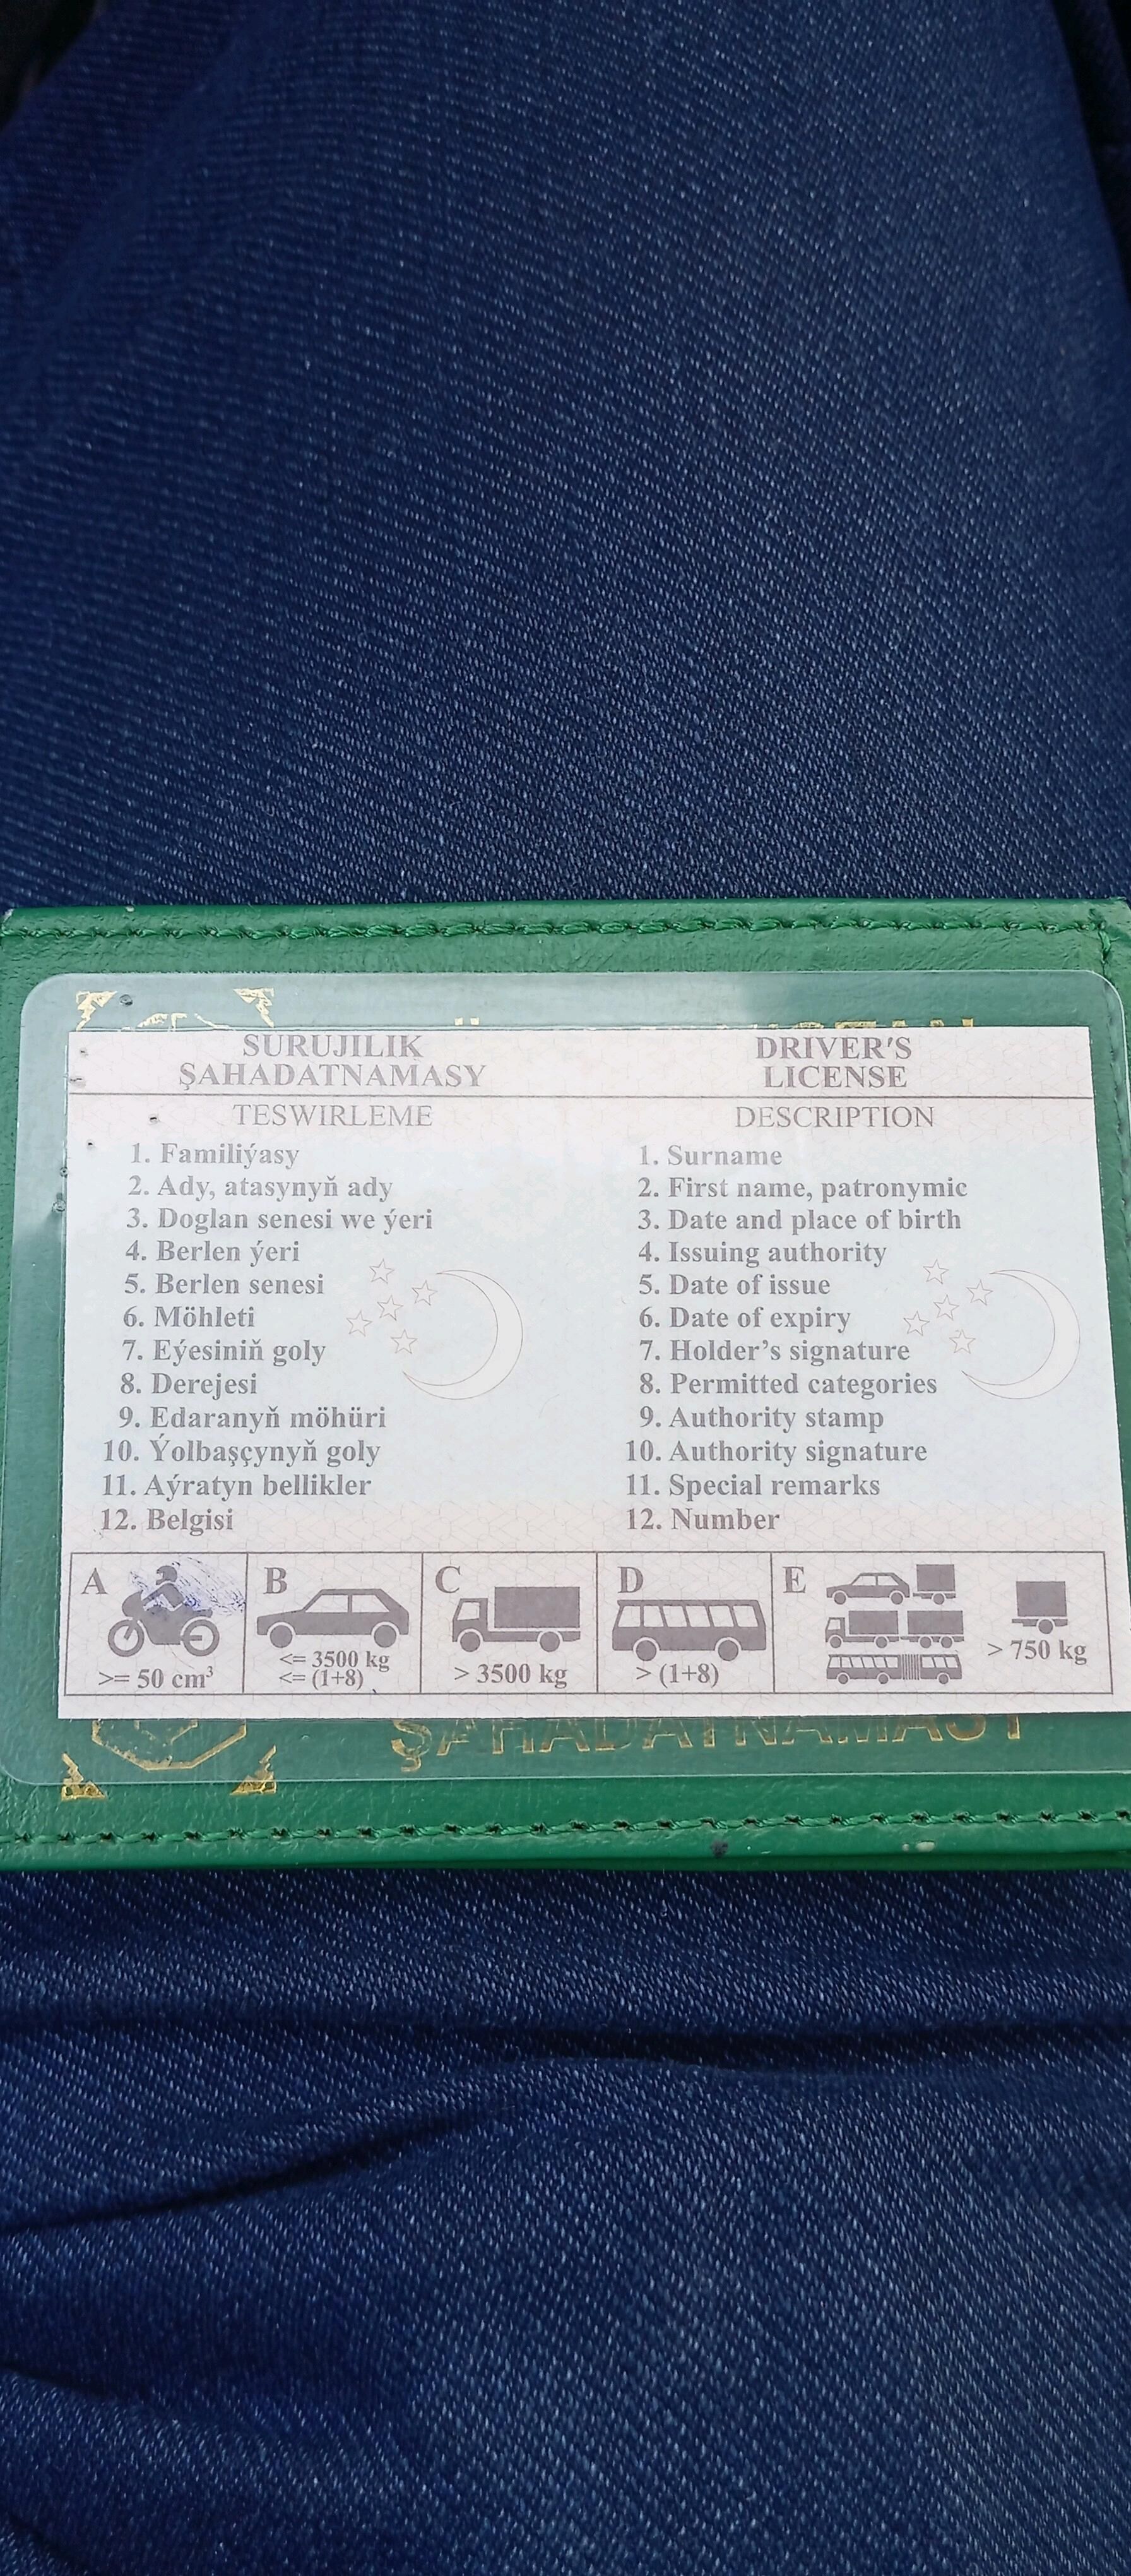 SURUJILIK
ŞAHADATNAMASY
TESWIRLEME
1. Familiýasy
2. Ady, atasynyň ady
3. Doglan senesi we ýeri
4. Berlen ýeri
5. Berlen senesi
6. Möhleti
7. Eýesiniň goly
8. Derejesi
9. Edaranyň möhüri
10. Ýolbaşçynyň goly
11. Aýratyn bellikler
12. Belgisi
DRIVER'S
LICENSE
DESCRIPTION
1. Surname
2. First name, patronymic
3. Date and place of birth
4. Issuing authority
5. Date of issue
6. Date of expiry
7. Holder's signature
8. Permitted categories
9. Authority stamp
10. Authority signature
11. Special remarks
12. Number
A
>= 50 cm³
B
<= 3500 kg
<= (1+8)
C
> 3500 kg
D
> (1+8)
E
> 750 kg
ŞAHADATNAMASY